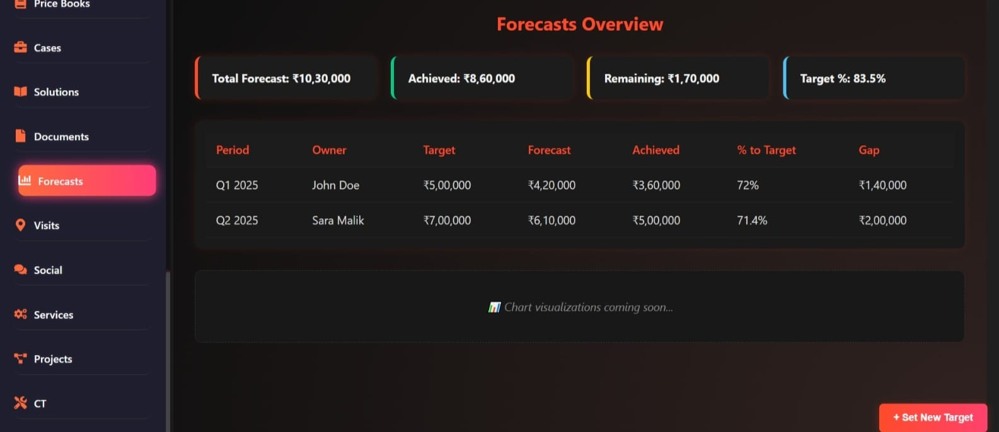 Price Books
Cases
Solutions
Documents
Forecasts
Visits
Social
Services
Projects
CT
Forecasts Overview
Total Forecast: ₹10,30,000
Achieved: ₹8,60,000
Remaining: ₹1,70,000
Target %: 83.5%
Period Owner Target Forecast Achieved % to Target Gap
Q1 2025 John Doe ₹5,00,000 ₹4,20,000 ₹3,60,000 72% ₹1,40,000
Q2 2025 Sara Malik ₹7,00,000 ₹6,10,000 ₹5,00,000 71.4% ₹2,00,000
Chart visualizations coming soon...
+ Set New Target